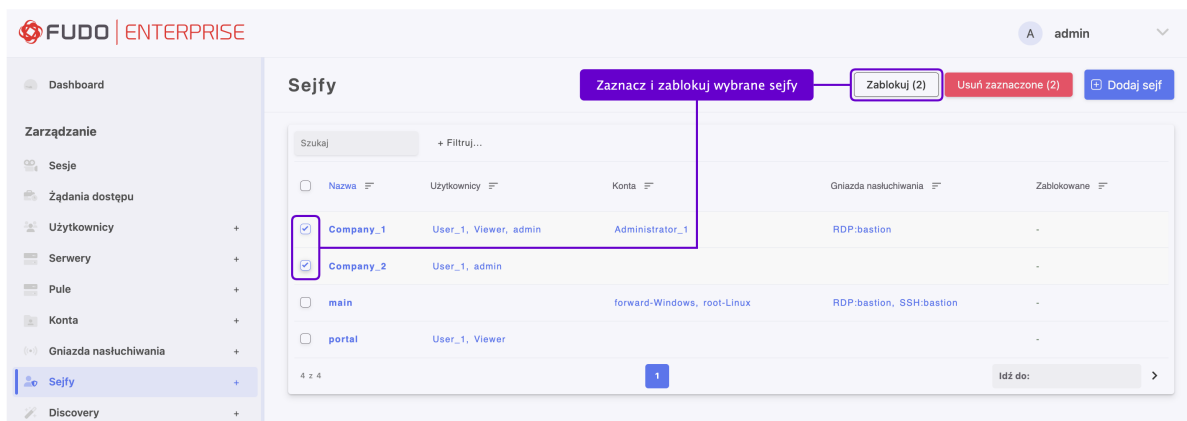 FUDO | ENTERPRISE
A admin
Dashboard
Zarządzanie
Sesje
Żądania dostępu
Użytkownicy +
Serwery +
Pule +
Konta +
Gniazda nasłuchiwania +
Sejfy +
Discovery +
Sejfy
Zaznacz i zablokuj wybrane sejfy
Zablokuj (2)
Usuń zaznaczone (2)
Dodaj sejf
Szukaj
+ Filtruj...
Nazwa Użytkownicy Konta Gniazda nasłuchiwania Zablokowane
Company_1 User_1, Viewer, admin Administrator_1 RDP:bastion -
Company_2 User_1, admin -
main forward-Windows, root-Linux RDP:bastion, SSH:bastion -
portal User_1, Viewer -
4 z 4 1 Idź do: